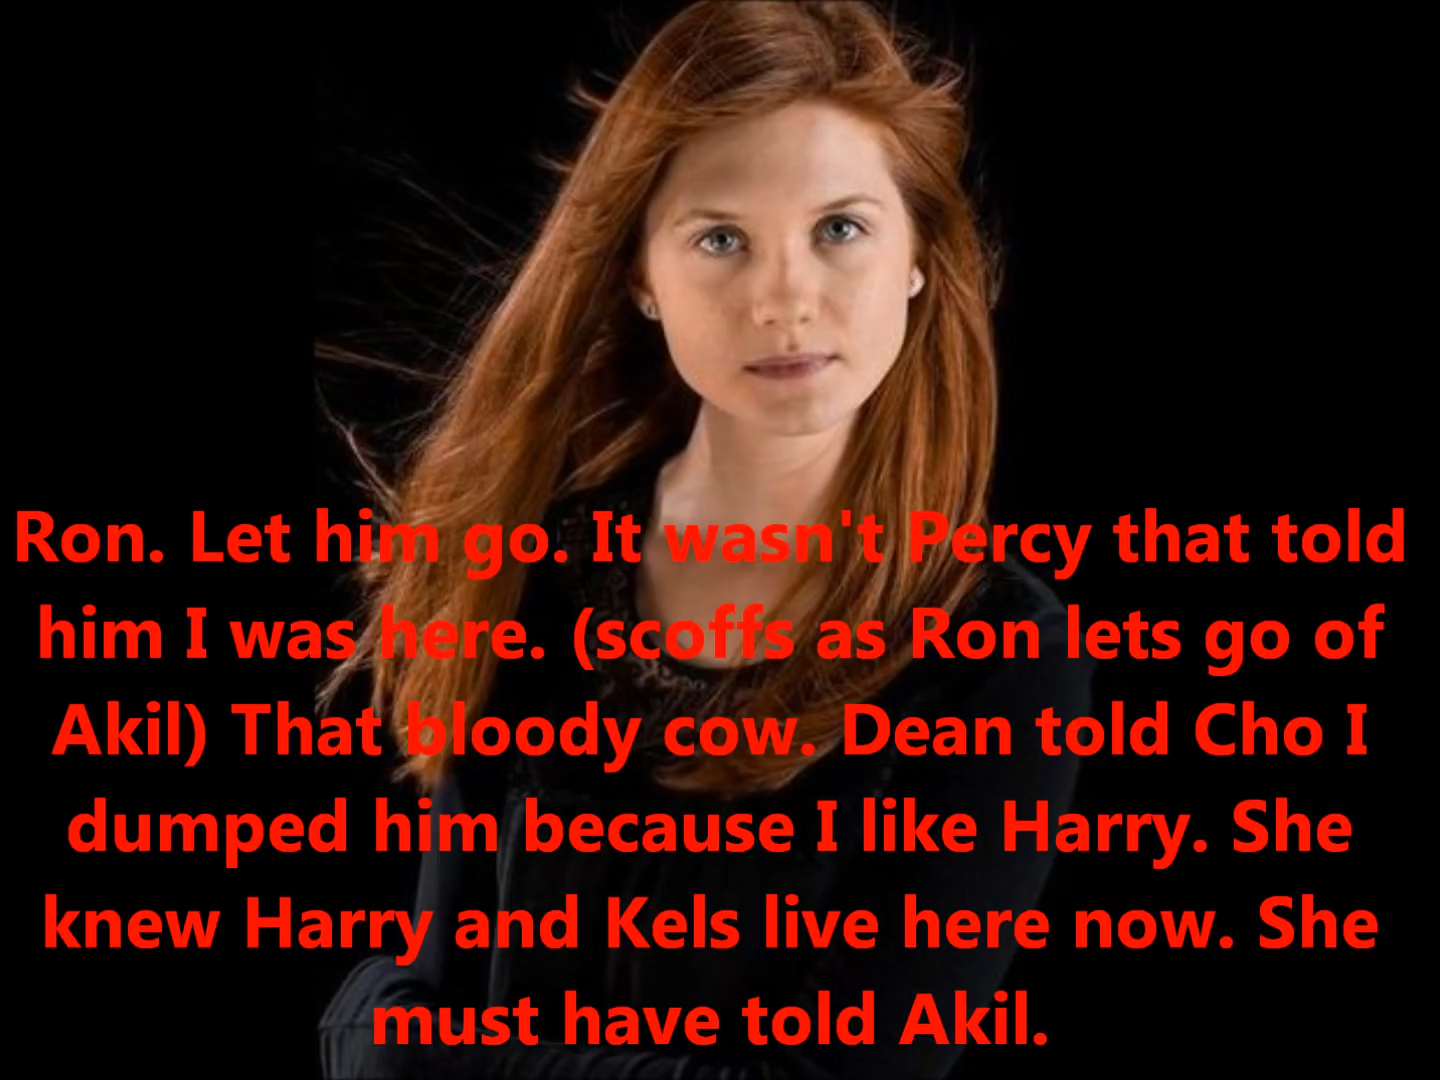 Ron. Let him go. It wasn't Percy that told
him I was here. (scoffs as Ron lets go of
Akil) That bloody cow. Dean told Cho I
dumped him because I like Harry. She
knew Harry and Kels live here now. She
must have told Akil.